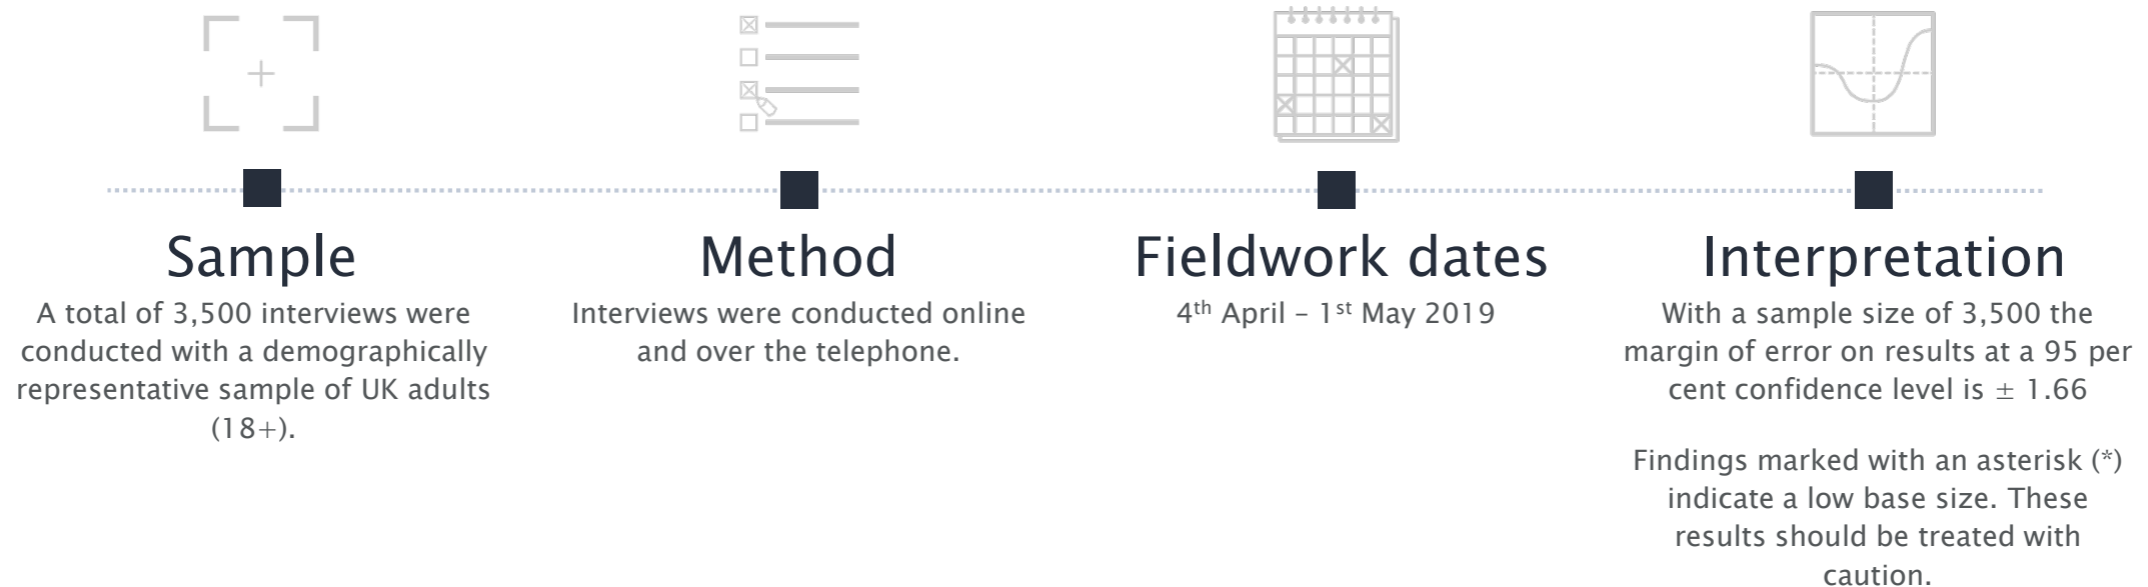 Sample
A total of 3,500 interviews were
conducted with a demographically
representative sample of UK adults
(18+).
Method
Interviews were conducted online
and over the telephone.
Fieldwork dates
4th April – 1st May 2019
Interpretation
With a sample size of 3,500 the
margin of error on results at a 95 per
cent confidence level is ± 1.66
Findings marked with an asterisk (*)
indicate a low base size. These
results should be treated with
caution.